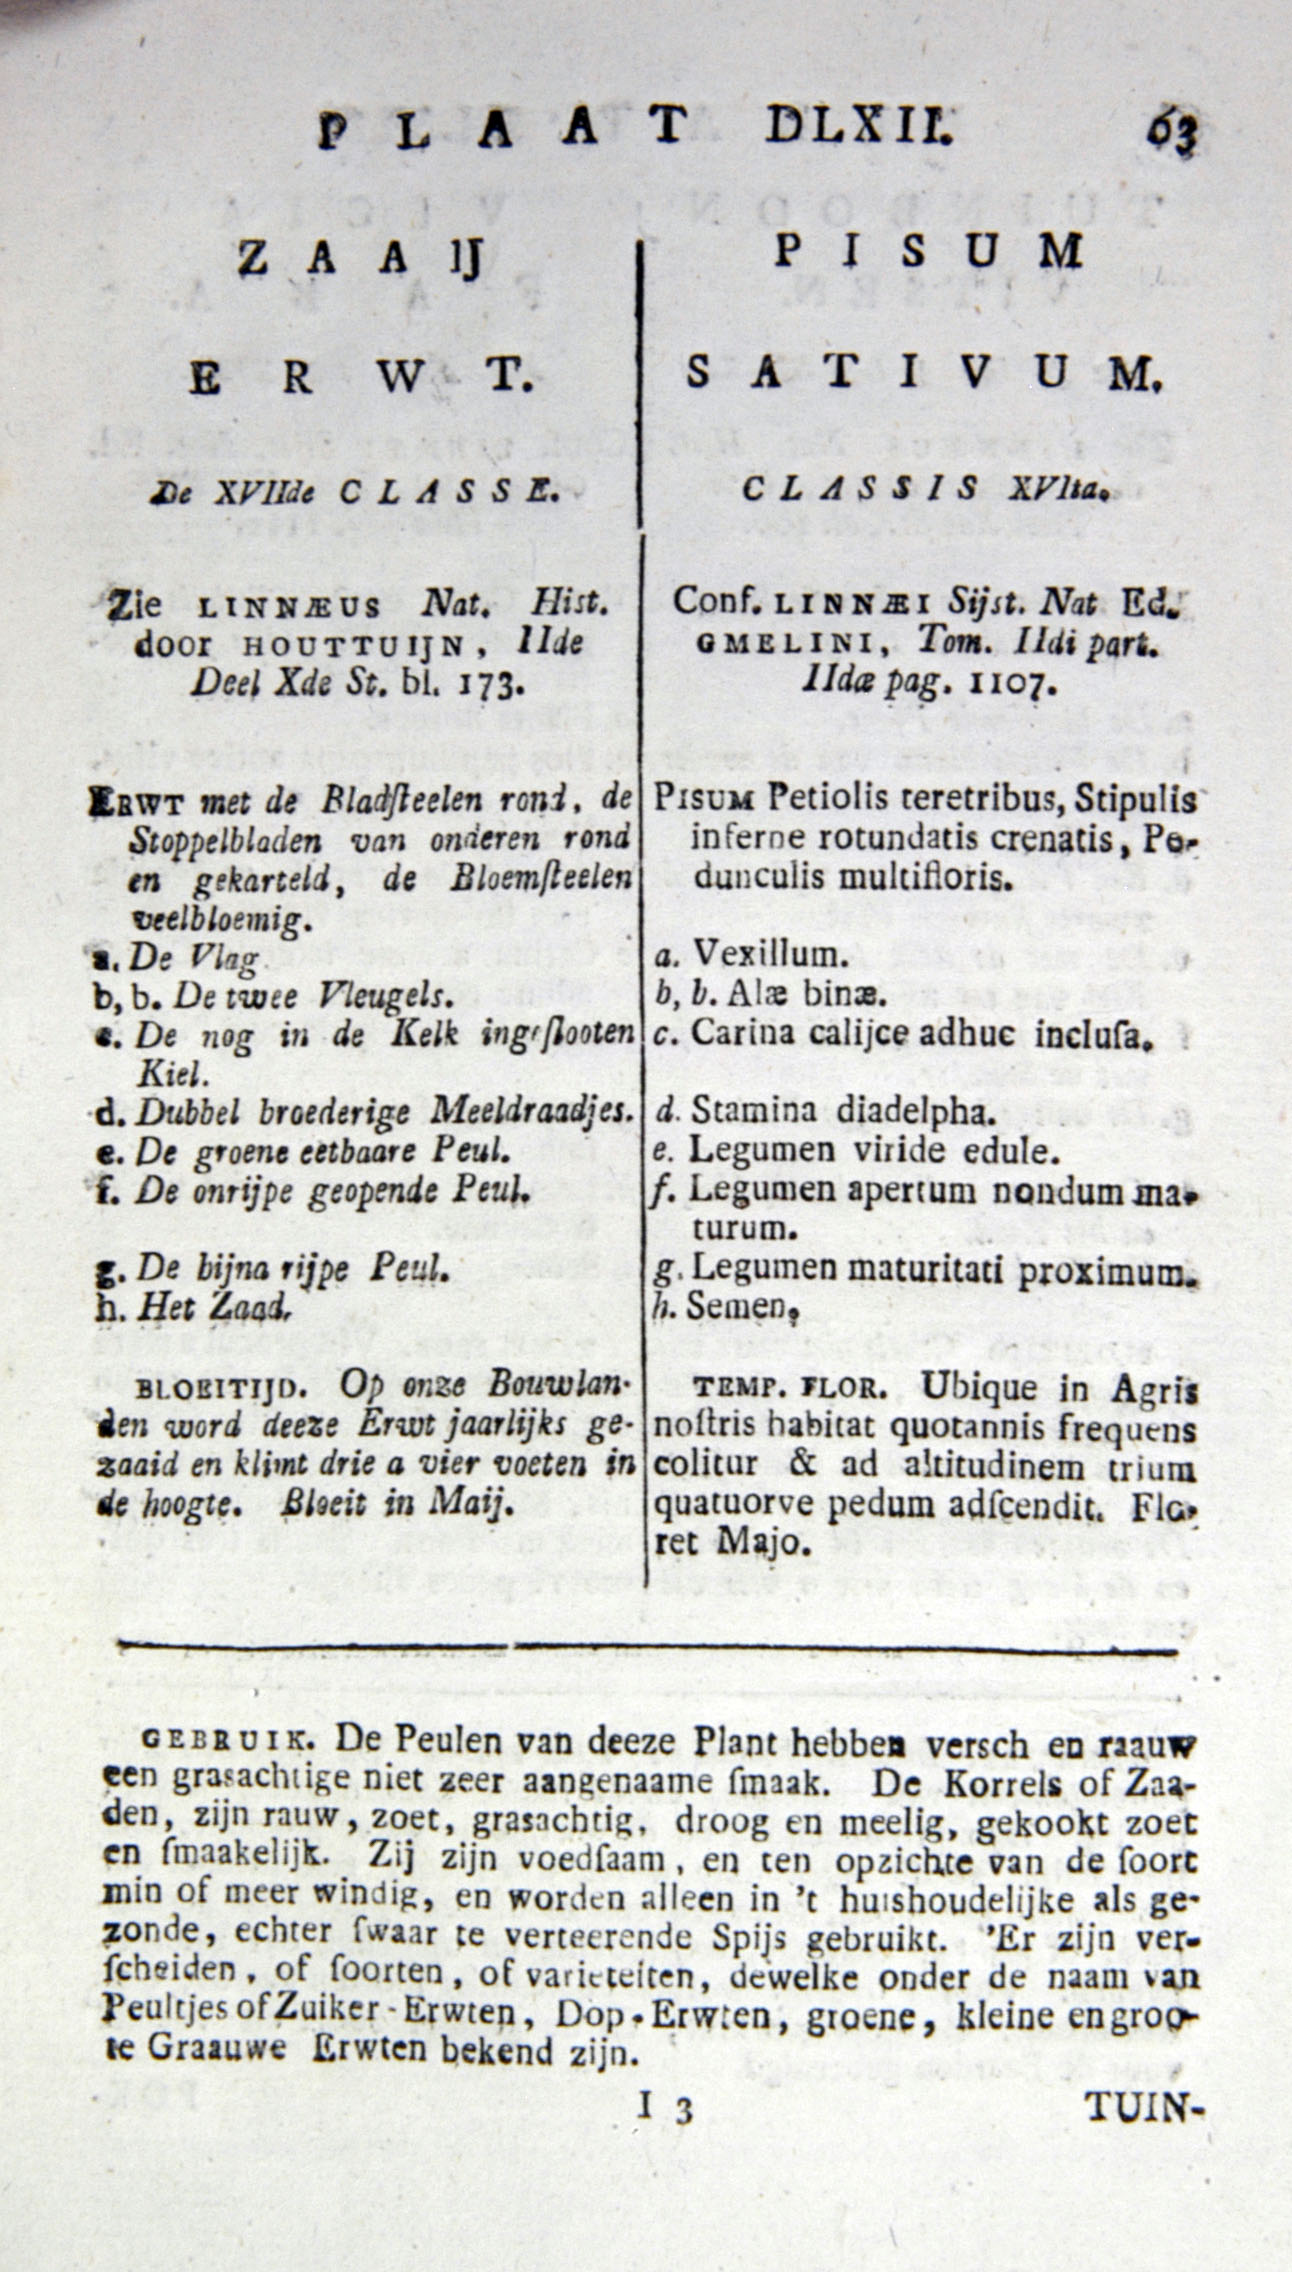 PLAAT DLXII. 63
ZAAIJ
ERWT.
De XVIIde CLASSE.
Zie LINNÆUS Nat. Hist.
door HOUTTUIJN, IIde
Deel Xde St. bl. 173.
ERWT met de Bladſteelen rond, de
Stoppelbladen van onderen rond
en gekarteld, de Bloemſteelen
veelbloemig.
a. De Vlag
b, b. De twee Vleugels.
c. De nog in de Kelk ingeſlooten
Kiel.
d. Dubbel broederige Meeldraadjes.
e. De groene eetbaare Peul.
f. De onrijpe geopende Peul.
g. De bijna rijpe Peul.
h. Het Zaad.
BLOEITIJD. Op onze Bouwlan-
den word deeze Erwt jaarlijks ge-
zaaid en klimt drie a vier voeten in
de hoogte. Bloeit in Maij.
PISUM
SATIVUM.
CLASSIS XVIta.
Conf. LINNÆI Sijst. Nat Ed.
GMELINI, Tom. IIdi part.
IIdæ pag. 1107.
PISUM Petiolis teretribus, Stipulis
inferne rotundatis crenatis, Pe-
dunculis multifloris.
a. Vexillum.
b, b. Alæ binæ.
c. Carina calijce adhuc incluſa.
d. Stamina diadelpha.
e. Legumen viride edule.
f. Legumen apertum nondum ma-
turum.
g. Legumen maturitati proximum.
h. Semen.
TEMP. FLOR. Ubique in Agris
noſtris habitat quotannis frequens
colitur & ad altitudinem trium
quatuorve pedum adſcendit. Flo-
ret Majo.
GEBRUIK. De Peulen van deeze Plant hebben versch en raauw
een grasachtige niet zeer aangenaame ſmaak. De Korrels of Zaa-
den, zijn rauw, zoet, grasachtig, droog en meelig, gekookt zoet
en ſmaakelijk. Zij zijn voedſaam, en ten opzichte van de ſoort
min of meer windig, en worden alleen in 't huishoudelijke als ge-
zonde, echter ſwaar te verteerende Spijs gebruikt. 'Er zijn ver-
ſcheiden, of ſoorten, of varieteiten, dewelke onder de naam van
Peultjes of Zuiker-Erwten, Dop-Erwten, groene, kleine en groo-
te Graauwe Erwten bekend zijn.
I 3 TUIN-